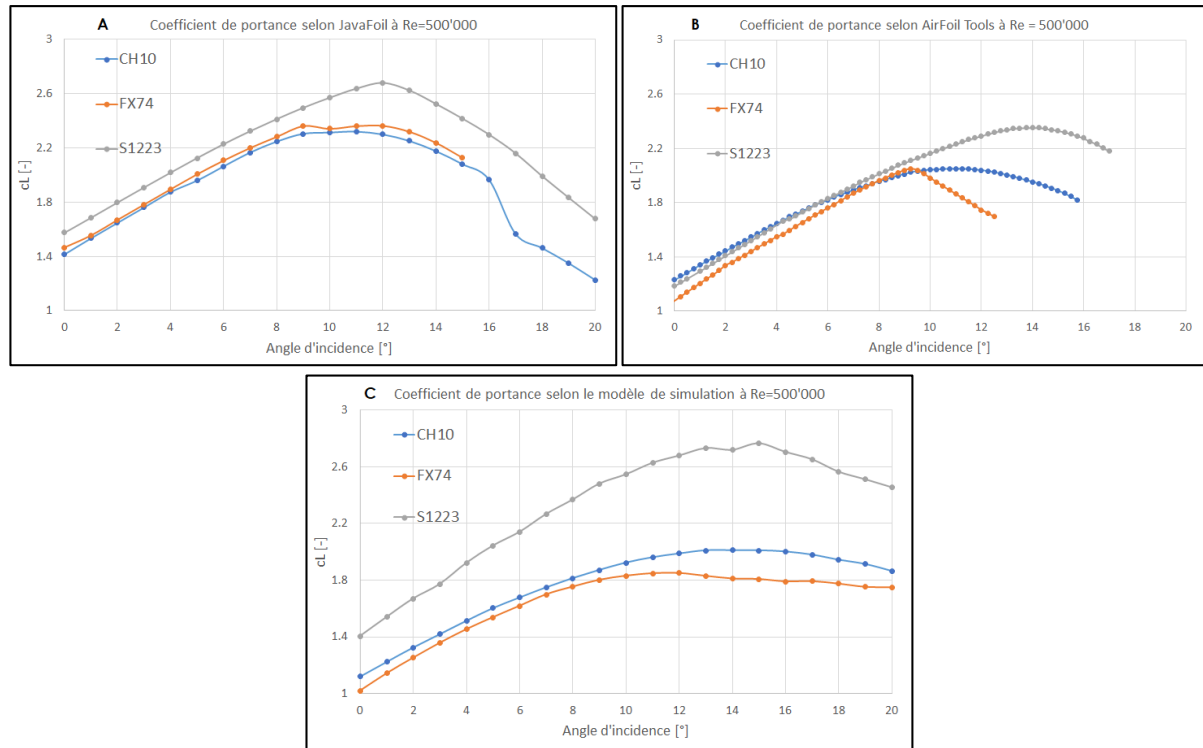 A Coefficient de portance selon JavaFoil à Re=500'000
3
2.6
2.2
1.8
1.4
1
cL [-]
CH10
FX74
S1223
0 2 4 6 8 10 12 14 16 18 20
Angle d'incidence [°]
B Coefficient de portance selon AirFoil Tools à Re = 500'000
3
2.6
2.2
1.8
1.4
1
cL [-]
CH10
FX74
S1223
0 2 4 6 8 10 12 14 16 18 20
Angle d'incidence [°]
C Coefficient de portance selon le modèle de simulation à Re=500'000
3
2.6
2.2
1.8
1.4
1
cL [-]
CH10
FX74
S1223
0 2 4 6 8 10 12 14 16 18 20
Angle d'incidence [°]